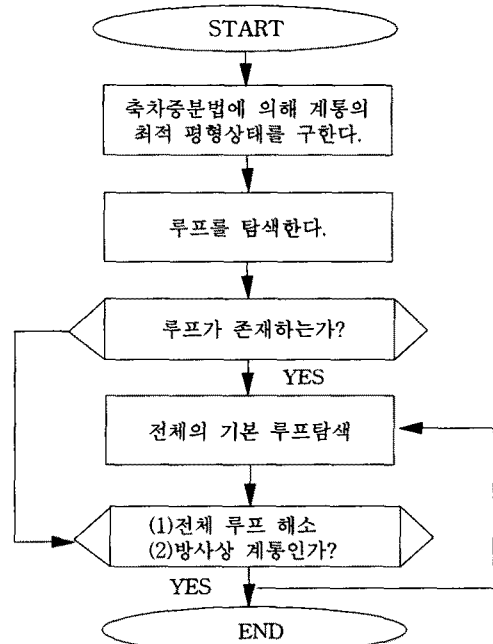 START
축차중분법에 의해 계통의
최적 평형상태를 구한다.
루프를 탐색한다.
루프가 존재하는가?
YES
전체의 기본 루프탐색
(1)전체 루프 해소
(2)방사상 계통인가?
YES
END